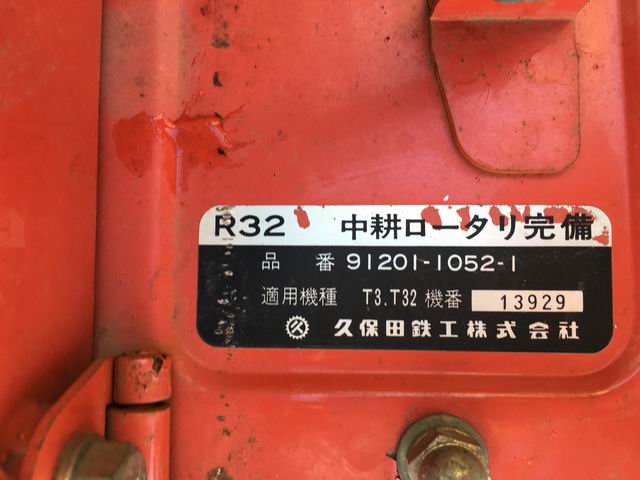 R32 中耕ロータリ完備
品番 91201-1052-1
適用機種 T3.T32 機番 13929
久保田鉄工株式会社